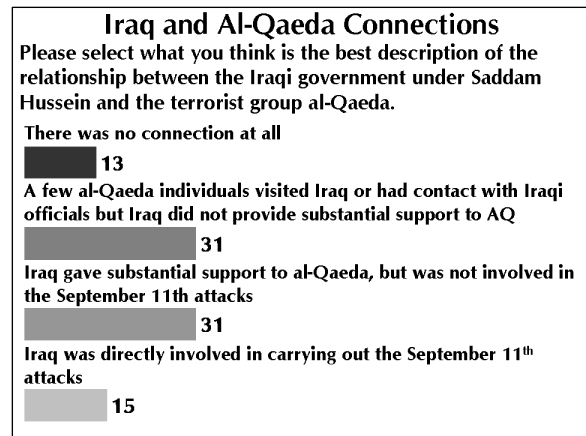 Iraq and Al-Qaeda Connections
Please select what you think is the best description of the
relationship between the Iraqi government under Saddam
Hussein and the terrorist group al-Qaeda.
There was no connection at all
13
A few al-Qaeda individuals visited Iraq or had contact with Iraqi
officials but Iraq did not provide substantial support to AQ
31
Iraq gave substantial support to al-Qaeda, but was not involved in
the September 11th attacks
31
Iraq was directly involved in carrying out the September 11th
attacks
15